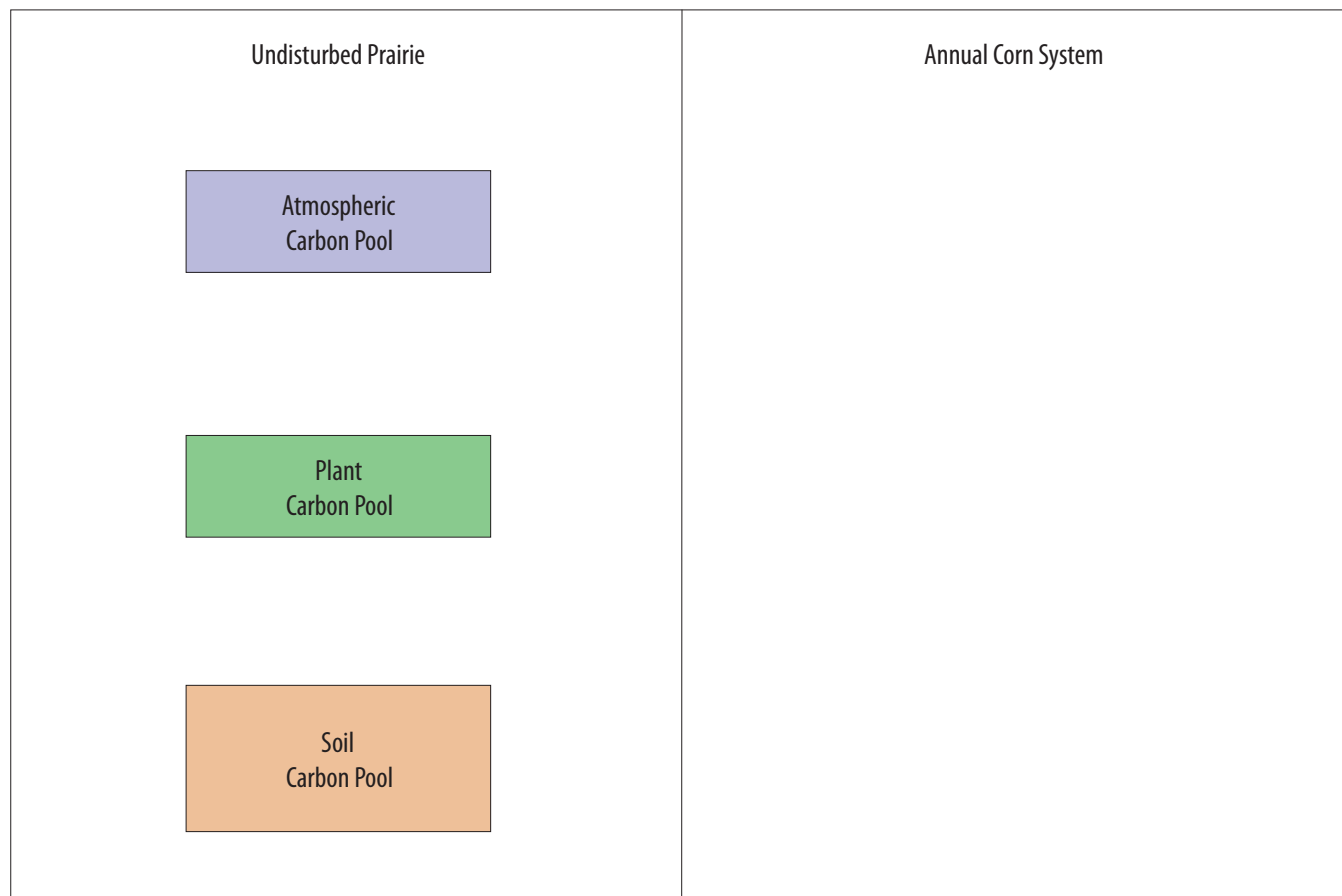 Undisturbed Prairie
Annual Corn System
Atmospheric
Carbon Pool
Plant
Carbon Pool
Soil
Carbon Pool